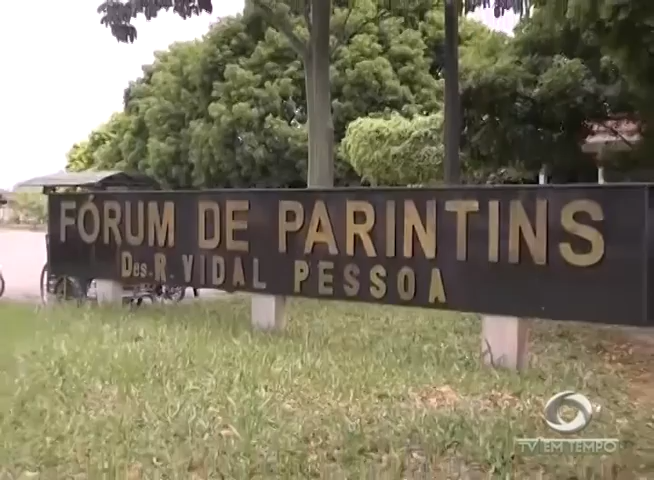 FÓRUM DE PARINTINS
Des. R. VIDAL PESSOA
TV EM TEMPO